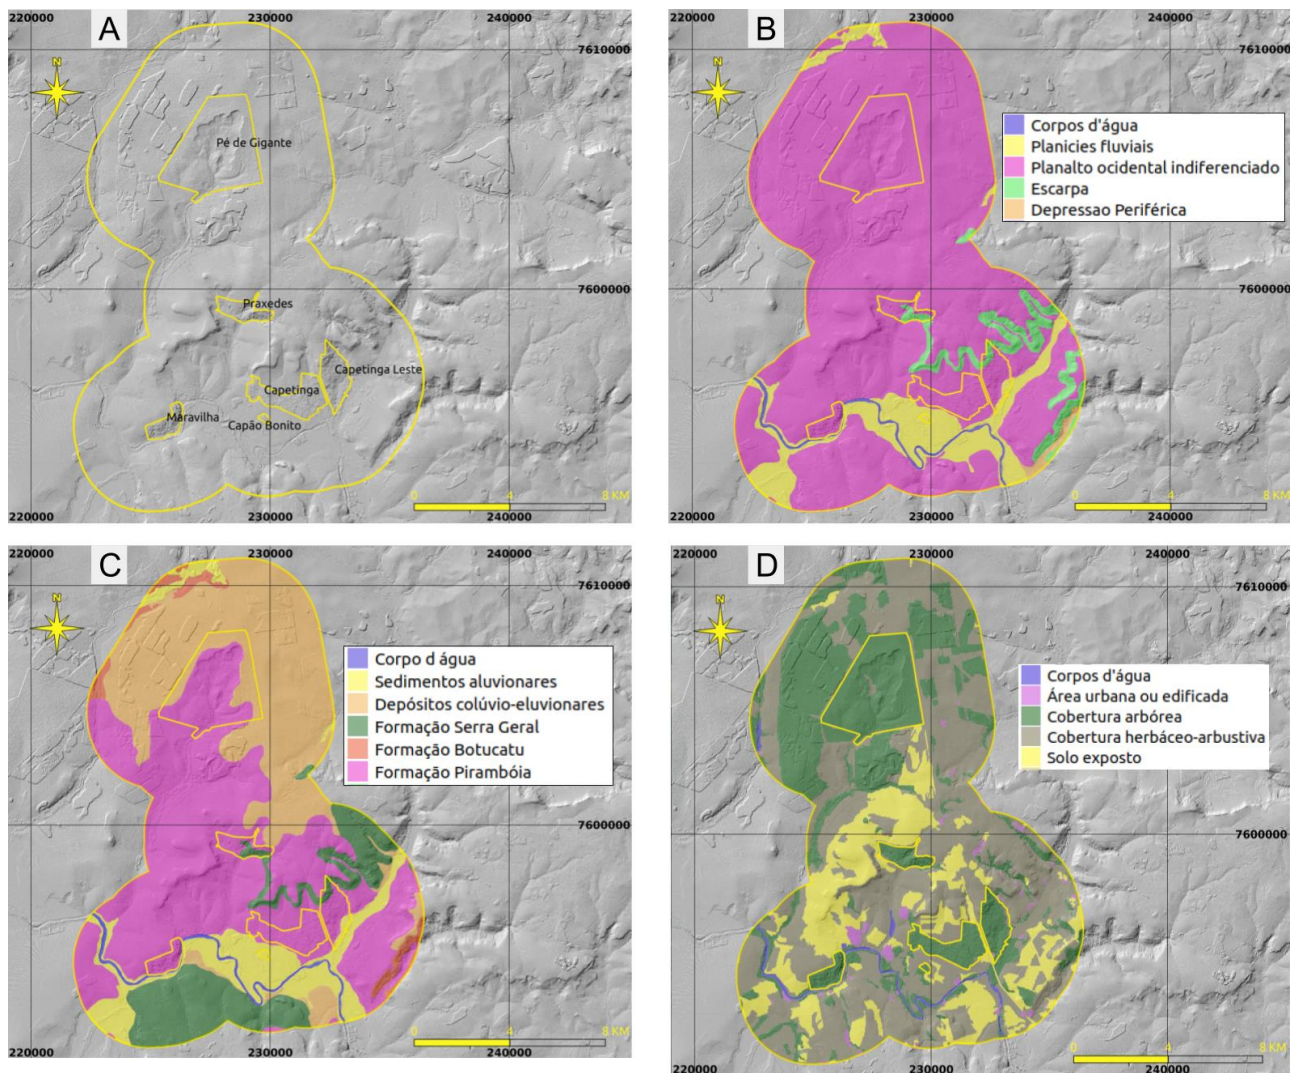 A
220000
230000
240000
7610000
N
Pé de Gigante
7600000
Praxedes
Capetinga Leste
Capetinga
Maravilha
Capão Bonito
0
4
8 KM
220000
230000
240000
B
220000
230000
240000
7610000
N
Corpos d'água
Planicies fluviais
Planalto ocidental indiferenciado
Escarpa
Depressao Periférica
7600000
0
4
8 KM
220000
230000
240000
C
220000
230000
240000
7610000
N
Corpo d água
Sedimentos aluvionares
Depósitos colúvio-eluvionares
Formação Serra Geral
Formação Botucatu
Formação Pirambóia
7600000
0
4
8 KM
220000
230000
240000
D
220000
230000
240000
7610000
N
Corpos d'água
Área urbana ou edificada
Cobertura arbórea
Cobertura herbáceo-arbustiva
Solo exposto
7600000
0
4
8 KM
220000
230000
240000